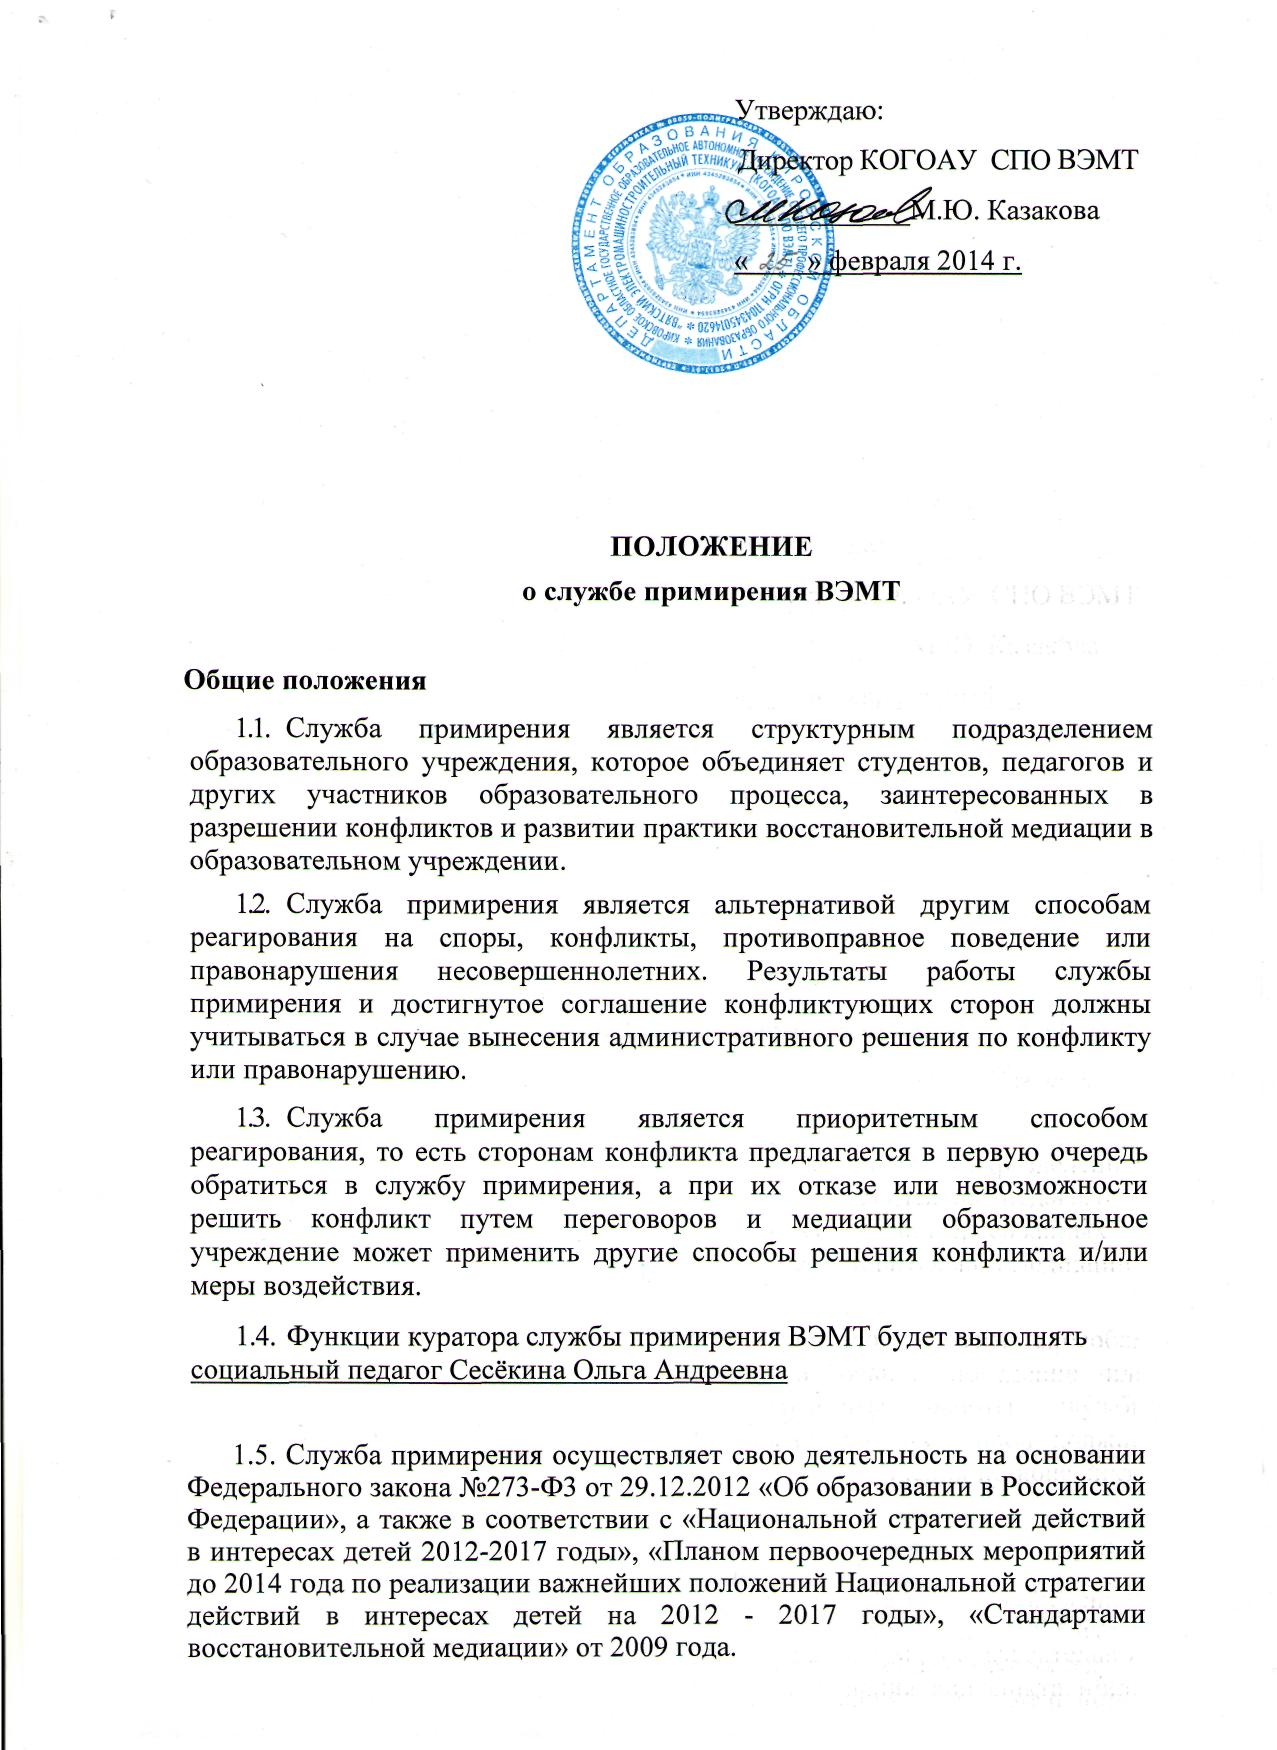 Утверждаю:
Директор КОГОАУ СПО ВЭМТ
М.Ю. Казакова
« 25 » февраля 2014 г.
ДЕПАРТАМЕНТ ОБРАЗОВАНИЯ КИРОВСКОЙ ОБЛАСТИ
ПОЛОЖЕНИЕ
о службе примирения ВЭМТ
Общие положения
1.1. Служба примирения является структурным подразделением
образовательного учреждения, которое объединяет студентов, педагогов и
других участников образовательного процесса, заинтересованных в
разрешении конфликтов и развитии практики восстановительной медиации в
образовательном учреждении.
1.2. Служба примирения является альтернативой другим способам
реагирования на споры, конфликты, противоправное поведение или
правонарушения несовершеннолетних. Результаты работы службы
примирения и достигнутое соглашение конфликтующих сторон должны
учитываться в случае вынесения административного решения по конфликту
или правонарушению.
1.3. Служба примирения является приоритетным способом
реагирования, то есть сторонам конфликта предлагается в первую очередь
обратиться в службу примирения, а при их отказе или невозможности
решить конфликт путем переговоров и медиации образовательное
учреждение может применить другие способы решения конфликта и/или
меры воздействия.
1.4. Функции куратора службы примирения ВЭМТ будет выполнять
социальный педагог Сесёкина Ольга Андреевна
1.5. Служба примирения осуществляет свою деятельность на основании
Федерального закона №273-ФЗ от 29.12.2012 «Об образовании в Российской
Федерации», а также в соответствии с «Национальной стратегией действий
в интересах детей 2012-2017 годы», «Планом первоочередных мероприятий
до 2014 года по реализации важнейших положений Национальной стратегии
действий в интересах детей на 2012 - 2017 годы», «Стандартами
восстановительной медиации» от 2009 года.